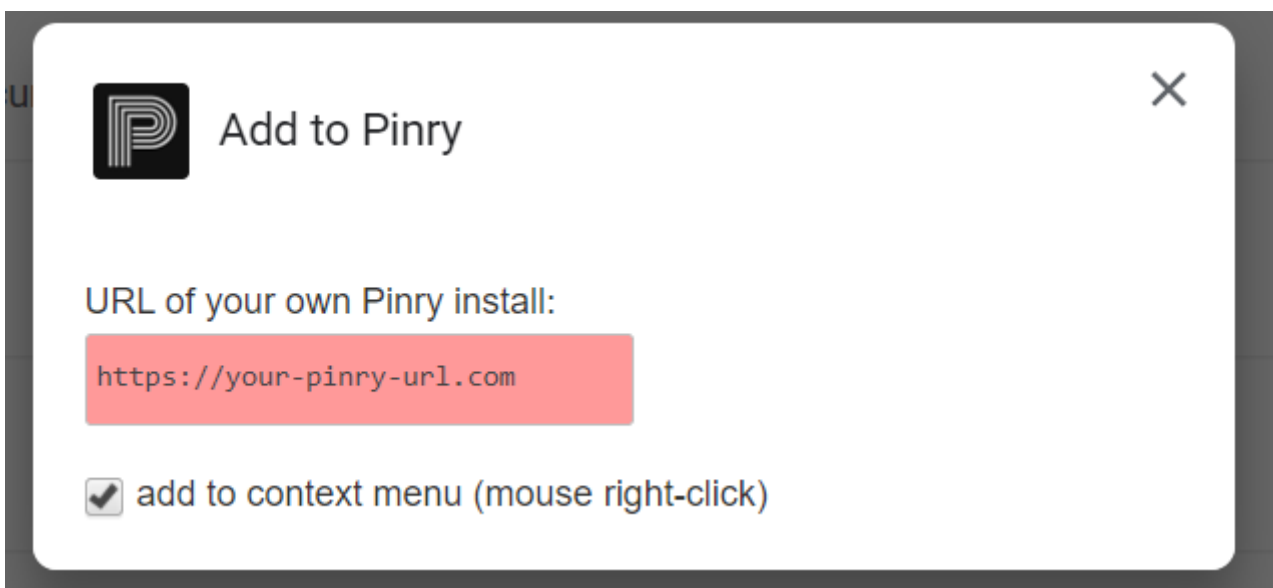 Add to Pinry
URL of your own Pinry install:
https://your-pinry-url.com
add to context menu (mouse right-click)